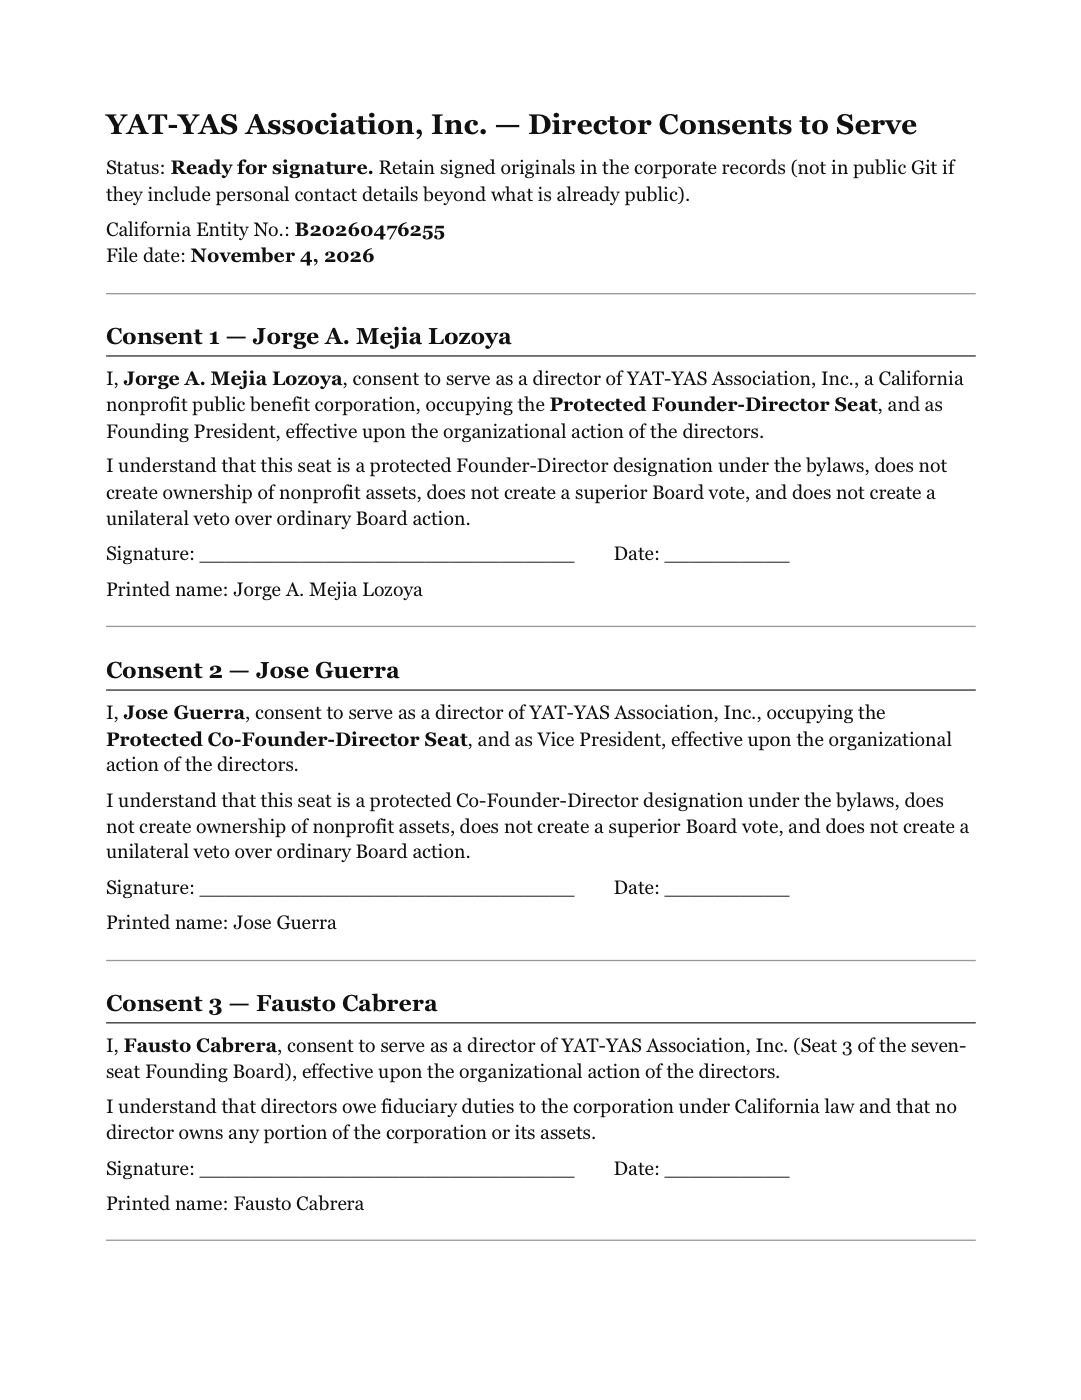 YAT-YAS Association, Inc. — Director Consents to Serve
Status: Ready for signature. Retain signed originals in the corporate records (not in public Git if
they include personal contact details beyond what is already public).
California Entity No.: B20260476255
File date: November 4, 2026
Consent 1 — Jorge A. Mejia Lozoya
I, Jorge A. Mejia Lozoya, consent to serve as a director of YAT-YAS Association, Inc., a California
nonprofit public benefit corporation, occupying the Protected Founder-Director Seat, and as
Founding President, effective upon the organizational action of the directors.
I understand that this seat is a protected Founder-Director designation under the bylaws, does not
create ownership of nonprofit assets, does not create a superior Board vote, and does not create a
unilateral veto over ordinary Board action.
Signature: ______________________________ Date: __________
Printed name: Jorge A. Mejia Lozoya
Consent 2 — Jose Guerra
I, Jose Guerra, consent to serve as a director of YAT-YAS Association, Inc., occupying the
Protected Co-Founder-Director Seat, and as Vice President, effective upon the organizational
action of the directors.
I understand that this seat is a protected Co-Founder-Director designation under the bylaws, does
not create ownership of nonprofit assets, does not create a superior Board vote, and does not create a
unilateral veto over ordinary Board action.
Signature: ______________________________ Date: __________
Printed name: Jose Guerra
Consent 3 — Fausto Cabrera
I, Fausto Cabrera, consent to serve as a director of YAT-YAS Association, Inc. (Seat 3 of the seven-
seat Founding Board), effective upon the organizational action of the directors.
I understand that directors owe fiduciary duties to the corporation under California law and that no
director owns any portion of the corporation or its assets.
Signature: ______________________________ Date: __________
Printed name: Fausto Cabrera